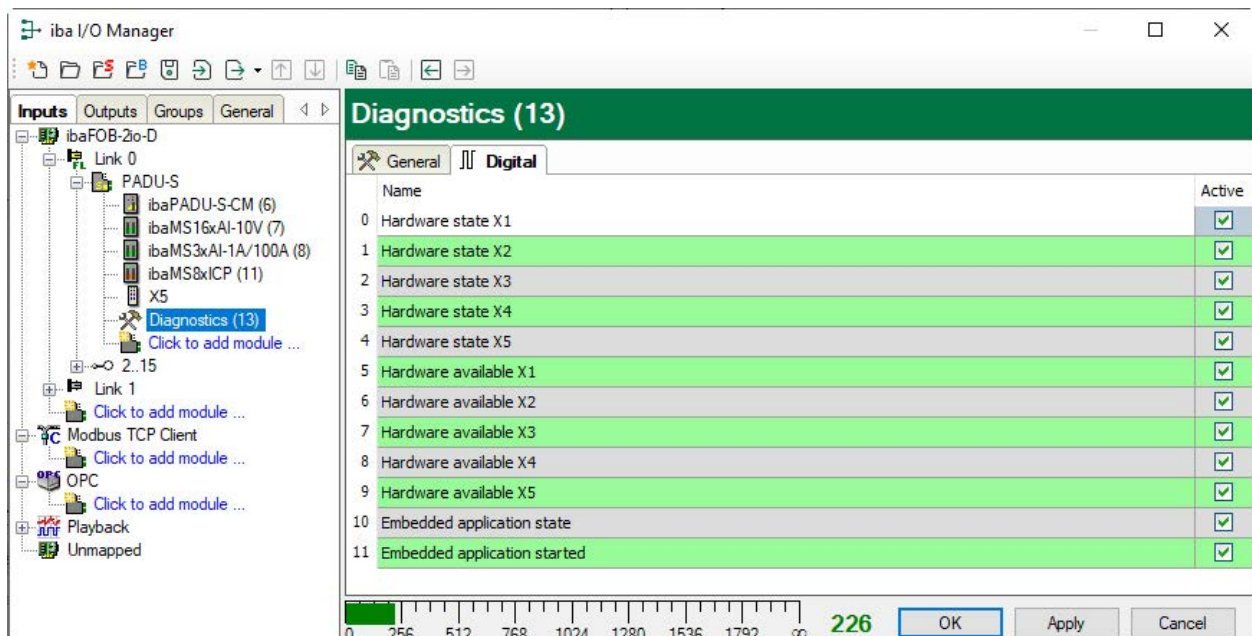 iba I/O Manager
Inputs Outputs Groups General
ibaFOB-2io-D
Link 0
PADU-S
ibaPADU-S-CM (6)
ibaMS16xAI-10V (7)
ibaMS3xAI-1A/100A (8)
ibaMS8xICP (11)
X5
Diagnostics (13)
Click to add module ...
2..15
Link 1
Click to add module ...
Modbus TCP Client
Click to add module ...
OPC
Click to add module ...
Playback
Unmapped
Diagnostics (13)
General Digital
Name Active
0 Hardware state X1
1 Hardware state X2
2 Hardware state X3
3 Hardware state X4
4 Hardware state X5
5 Hardware available X1
6 Hardware available X2
7 Hardware available X3
8 Hardware available X4
9 Hardware available X5
10 Embedded application state
11 Embedded application started
0 256 512 768 1024 1280 1536 1792 ∞ 226 OK Apply Cancel